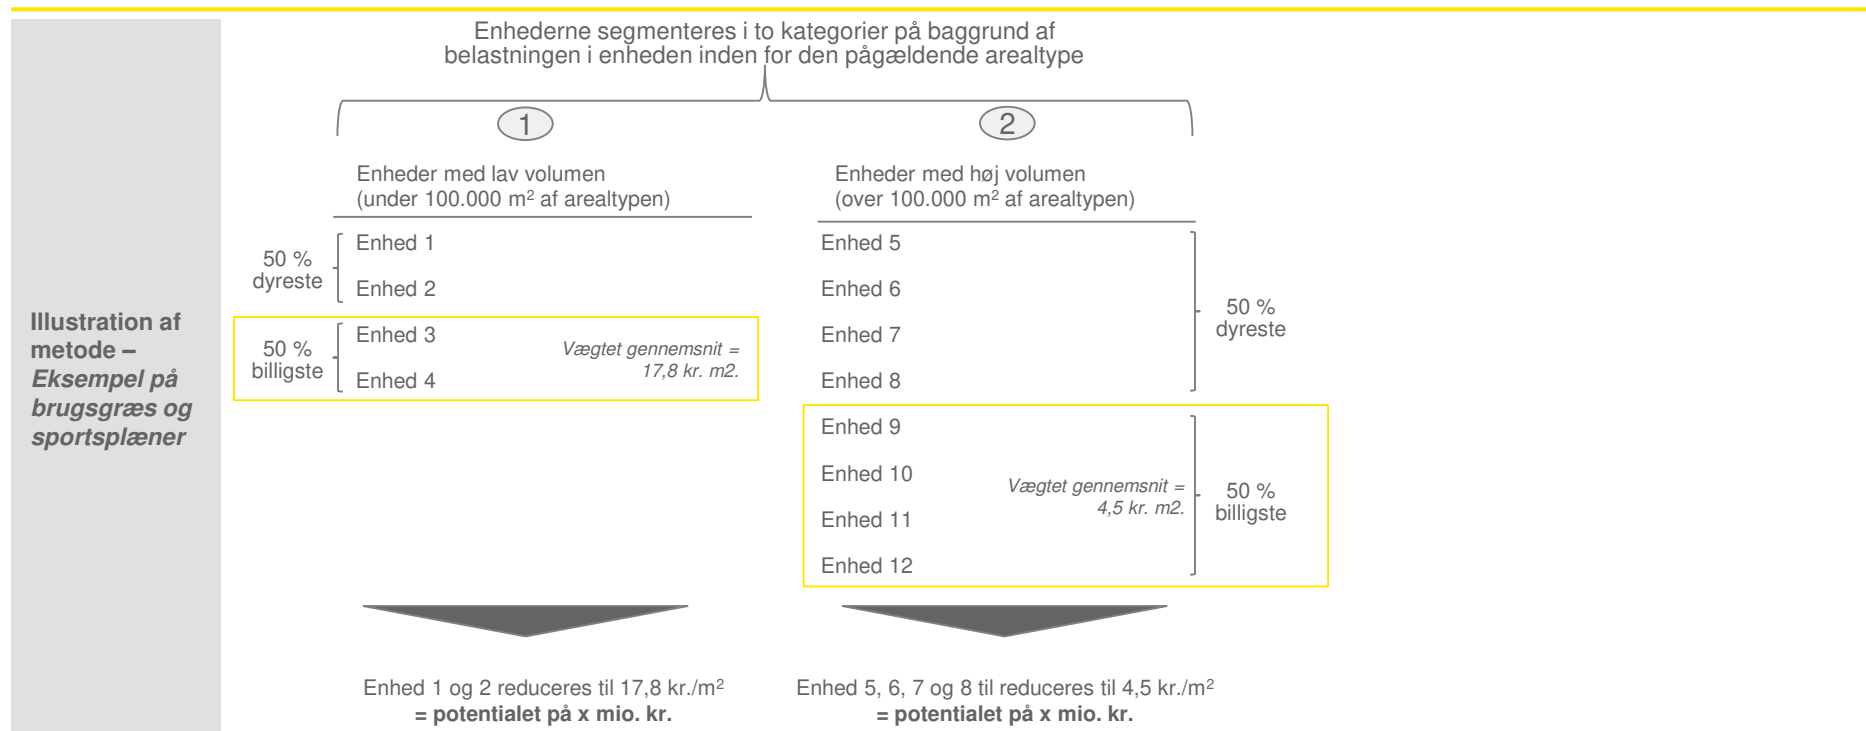 Enhederne segmenteres i to kategorier på baggrund af
belastningen i enheden inden for den pågældende arealtype
Illustration af
metode –
Eksempel på
brugsgræs og
sportsplæner
1
Enheder med lav volumen
(under 100.000 m² af arealtypen)
50 %
dyreste
Enhed 1
Enhed 2
50 %
billigste
Enhed 3
Enhed 4
Vægtet gennemsnit =
17,8 kr. m2.
Enhed 1 og 2 reduceres til 17,8 kr./m²
= potentialet på x mio. kr.
2
Enheder med høj volumen
(over 100.000 m² af arealtypen)
Enhed 5
Enhed 6
Enhed 7
Enhed 8
50 %
dyreste
Enhed 9
Enhed 10
Enhed 11
Enhed 12
Vægtet gennemsnit =
4,5 kr. m2.
50 %
billigste
Enhed 5, 6, 7 og 8 til reduceres til 4,5 kr./m²
= potentialet på x mio. kr.